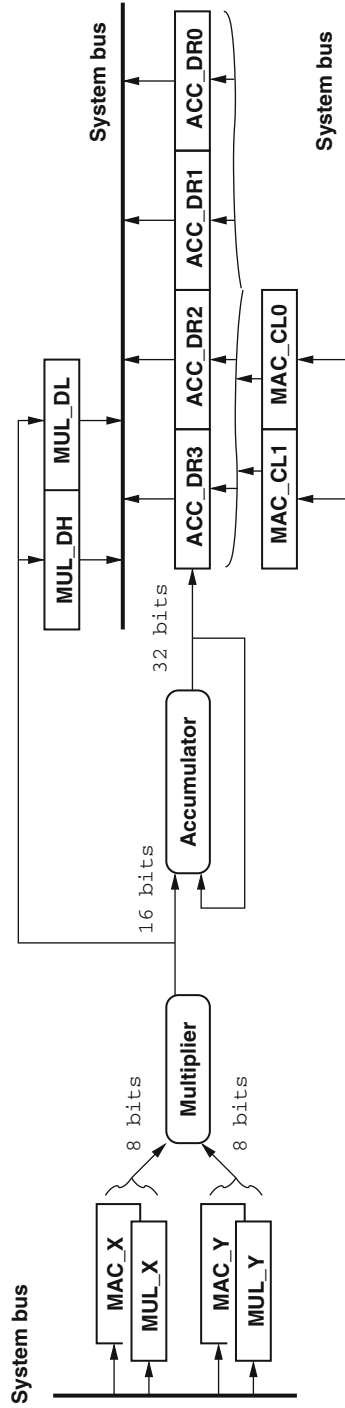 System bus
MAC_X
MUL_X
MAC_Y
MUL_Y
8 bits
8 bits
Multiplier
16 bits
Accumulator
32 bits
MUL_DH
MUL_DL
System bus
ACC_DR3
ACC_DR2
ACC_DR1
ACC_DR0
MAC_CL1
MAC_CL0
System bus